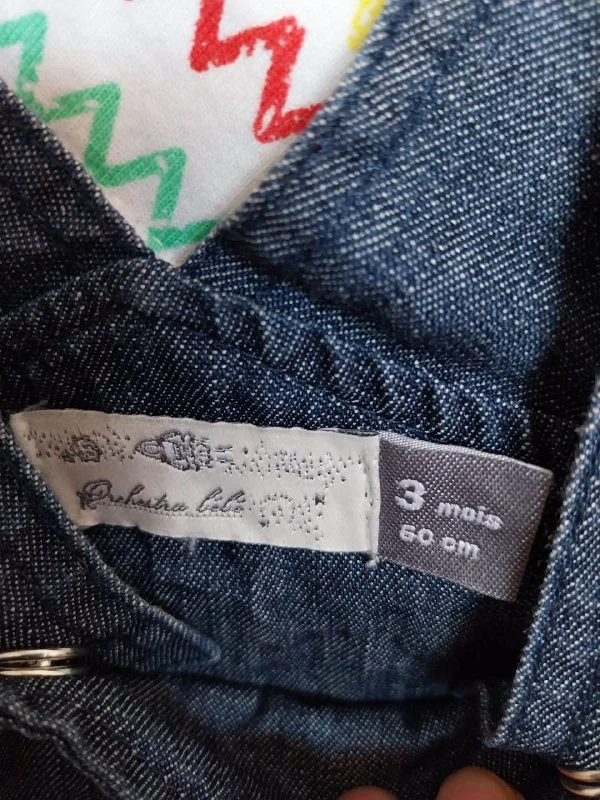 Orchestra bébé
3 mois
60 cm